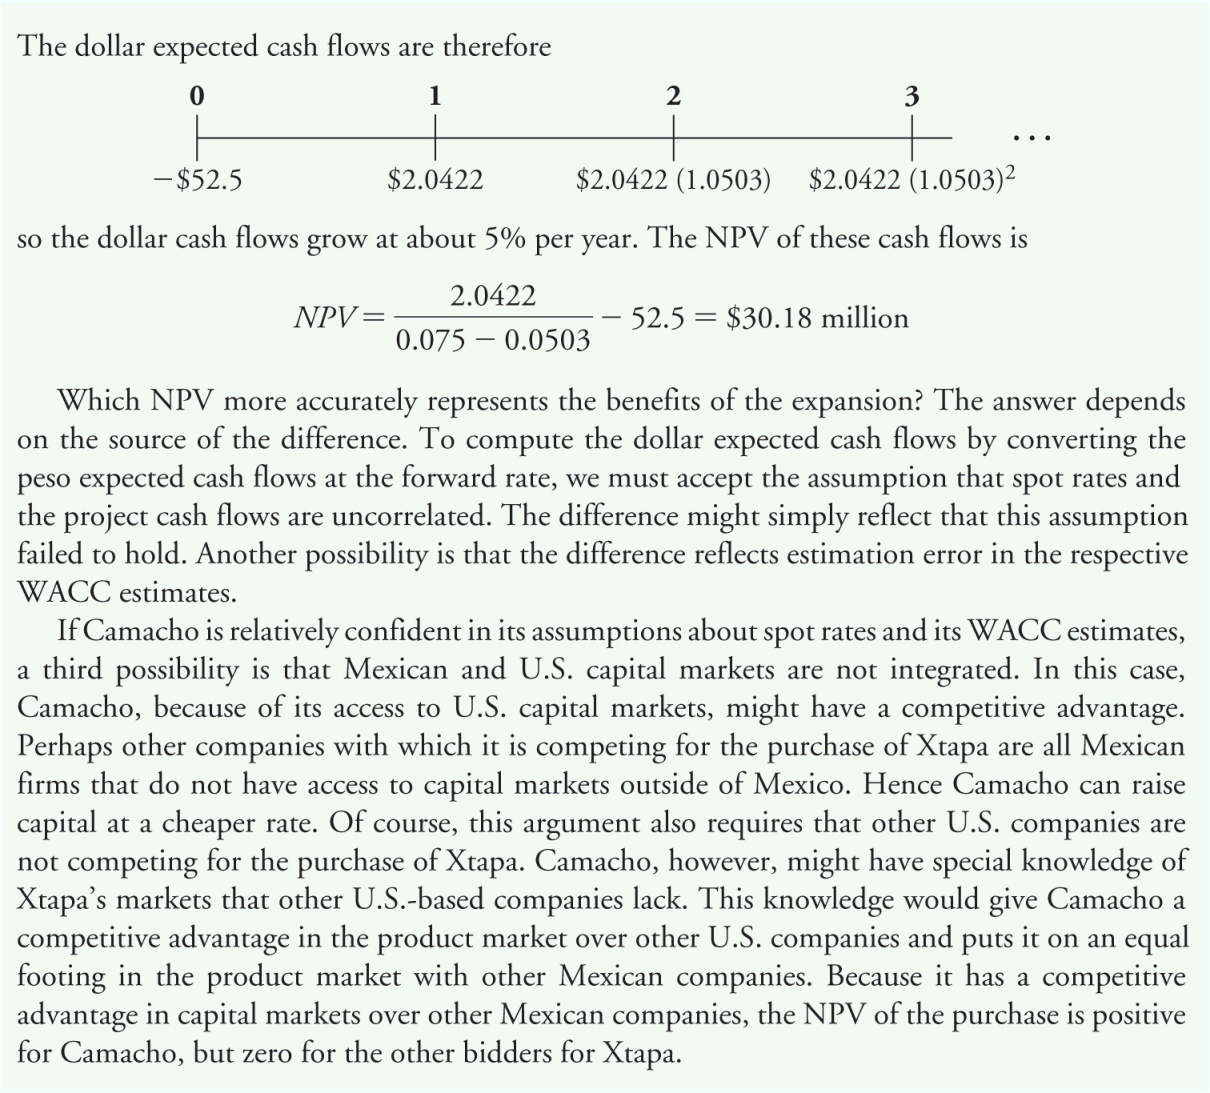 The dollar expected cash flows are therefore
0 1 2 3
...
−$52.5 $2.0422 $2.0422 (1.0503) $2.0422 (1.0503)²
so the dollar cash flows grow at about 5% per year. The NPV of these cash flows is
NPV = 2.0422 / (0.075 − 0.0503) − 52.5 = $30.18 million
Which NPV more accurately represents the benefits of the expansion? The answer depends
on the source of the difference. To compute the dollar expected cash flows by converting the
peso expected cash flows at the forward rate, we must accept the assumption that spot rates and
the project cash flows are uncorrelated. The difference might simply reflect that this assumption
failed to hold. Another possibility is that the difference reflects estimation error in the respective
WACC estimates.
If Camacho is relatively confident in its assumptions about spot rates and its WACC estimates,
a third possibility is that Mexican and U.S. capital markets are not integrated. In this case,
Camacho, because of its access to U.S. capital markets, might have a competitive advantage.
Perhaps other companies with which it is competing for the purchase of Xtapa are all Mexican
firms that do not have access to capital markets outside of Mexico. Hence Camacho can raise
capital at a cheaper rate. Of course, this argument also requires that other U.S. companies are
not competing for the purchase of Xtapa. Camacho, however, might have special knowledge of
Xtapa's markets that other U.S.-based companies lack. This knowledge would give Camacho a
competitive advantage in the product market over other U.S. companies and puts it on an equal
footing in the product market with other Mexican companies. Because it has a competitive
advantage in capital markets over other Mexican companies, the NPV of the purchase is positive
for Camacho, but zero for the other bidders for Xtapa.